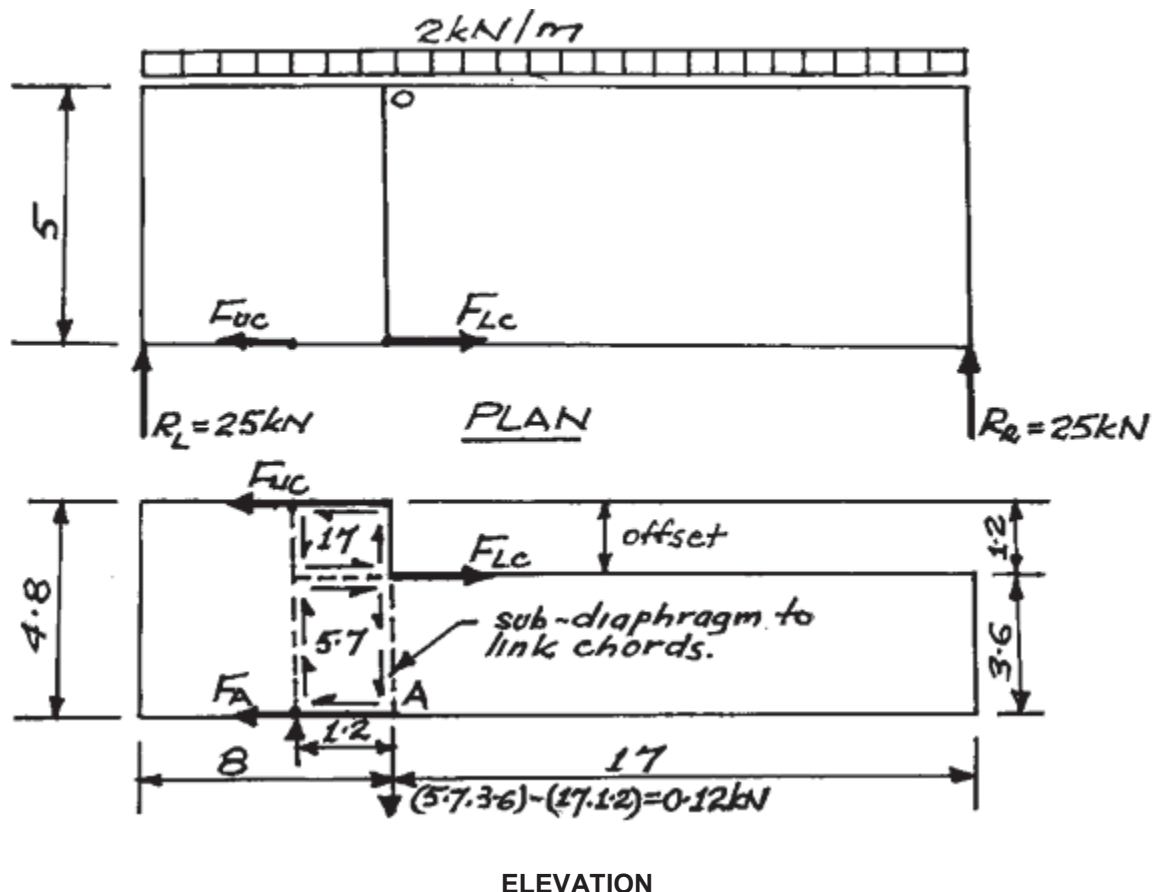 2kN/m
O
5
Fuc
FLc
RL=25kN
PLAN
RR=25kN
Fuc
17
offset
1.2
FLc
4.8
5.7
sub-diaphragm to
link chords.
3.6
FA
A
1.2
8
17
(5.7.3.6)-(17.1.2)=0.12kN
ELEVATION